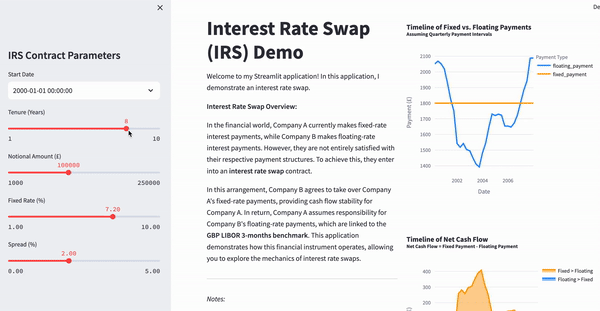 De
×
IRS Contract Parameters
Start Date
2000-01-01 00:00:00
Tenure (Years)
8
1 10
Notional Amount (£)
100000
1000 250000
Fixed Rate (%)
7.20
1.00 10.00
Spread (%)
2.00
0.00 5.00
Interest Rate Swap
(IRS) Demo
Welcome to my Streamlit application! In this application, I
demonstrate an interest rate swap.
Interest Rate Swap Overview:
In the financial world, Company A currently makes fixed-rate
interest payments, while Company B makes floating-rate
interest payments. However, they are not entirely satisfied with
their respective payment structures. To achieve this, they enter
into an interest rate swap contract.
In this arrangement, Company B agrees to take over Company
A's fixed-rate payments, providing cash flow stability for
Company A. In return, Company A assumes responsibility for
Company B's floating-rate payments, which are linked to the
GBP LIBOR 3-months benchmark. This application
demonstrates how this financial instrument operates, allowing
you to explore the mechanics of interest rate swaps.
Notes:
Timeline of Fixed vs. Floating Payments
Assuming Quarterly Payment Intervals
Payment (£)
2100
2000
1900
1800
1700
1600
1500
1400
2002 2004 2006
Date
Payment Type
floating_payment
fixed_payment
Timeline of Net Cash Flow
Net Cash Flow = Fixed Payment - Floating Payment
400
300
200
Fixed > Floating
Floating > Fixed